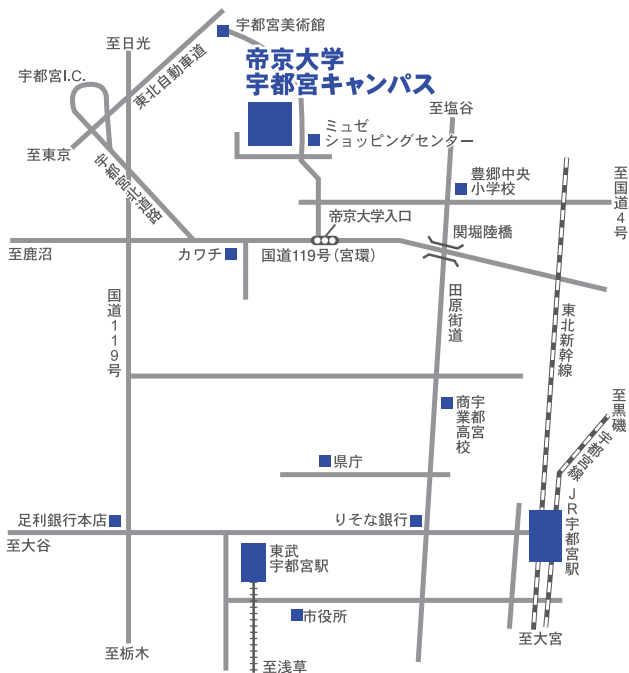 宇都宮美術館
至日光
東北自動車道
宇都宮I.C.
帝京大学
宇都宮キャンパス
至塩谷
ミュゼ
ショッピングセンター
至東京
宇都宮北道路
豊郷中央
小学校
至国道4号
帝京大学入口
関堀陸橋
至鹿沼
カワチ
国道119号(宮環)
国道119号
田原街道
東北新幹線
至黒磯
宇都宮線
宇都宮
商業高校
県庁
足利銀行本店
りそな銀行
JR宇都宮駅
至大谷
東武
宇都宮駅
市役所
至大宮
至栃木
至浅草